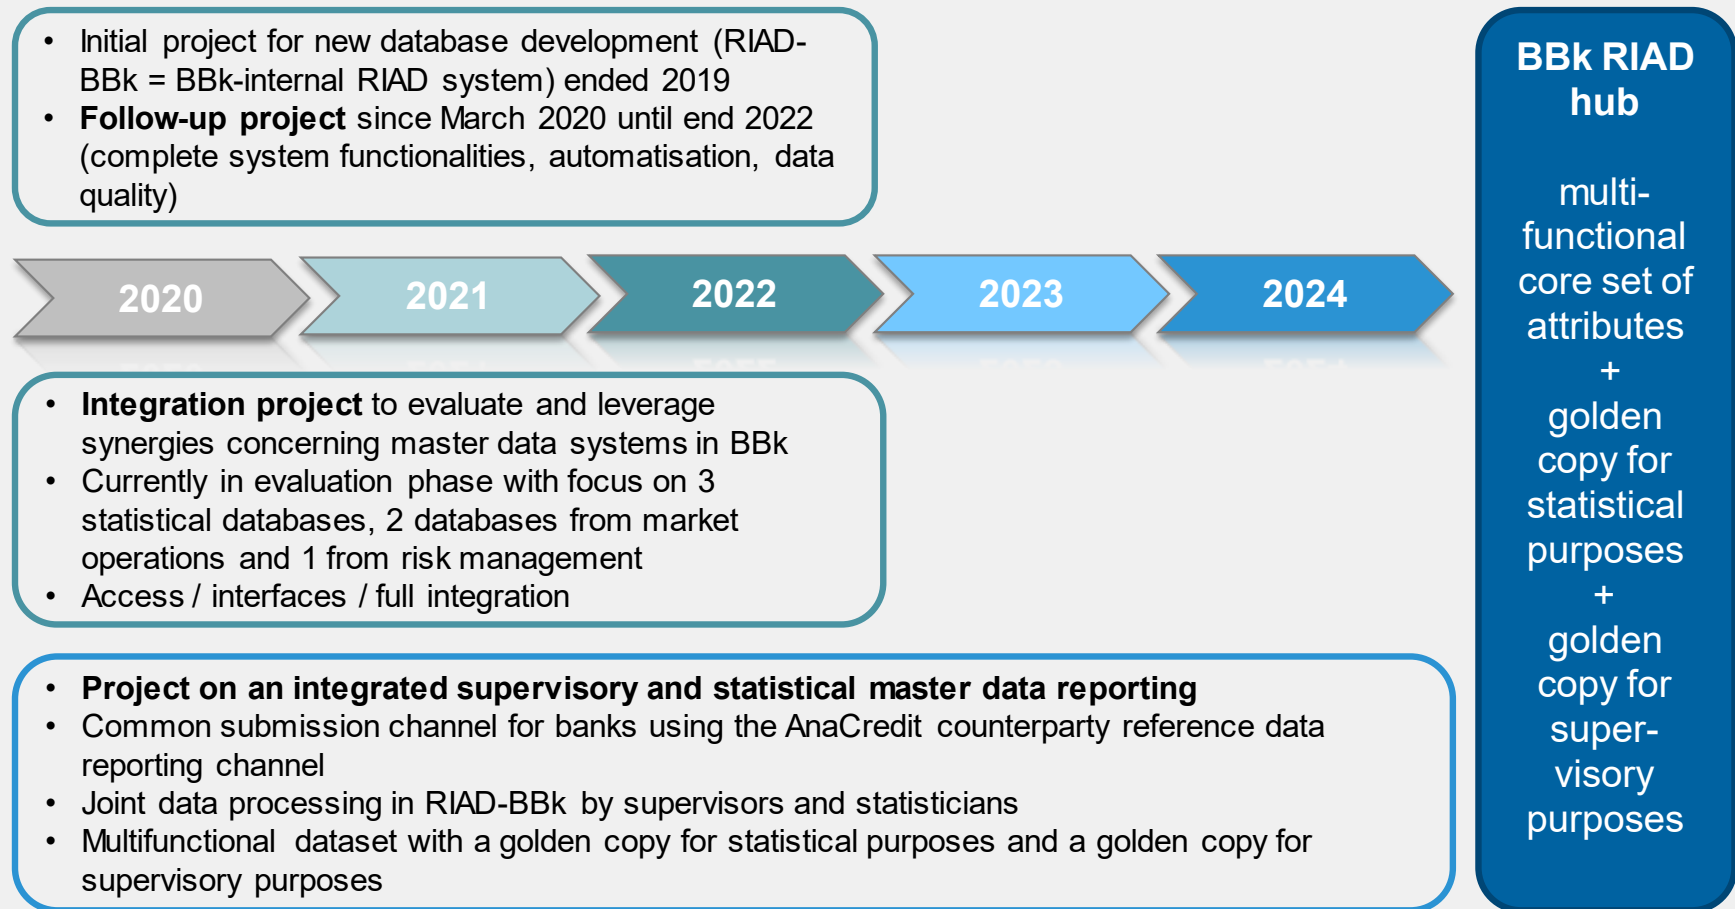 • Initial project for new database development (RIAD-
BBk = BBk-internal RIAD system) ended 2019
• Follow-up project since March 2020 until end 2022
(complete system functionalities, automatisation, data
quality)
2020
2021
2022
2023
2024
• Integration project to evaluate and leverage
synergies concerning master data systems in BBk
• Currently in evaluation phase with focus on 3
statistical databases, 2 databases from market
operations and 1 from risk management
• Access / interfaces / full integration
• Project on an integrated supervisory and statistical master data reporting
• Common submission channel for banks using the AnaCredit counterparty reference data
reporting channel
• Joint data processing in RIAD-BBk by supervisors and statisticians
• Multifunctional dataset with a golden copy for statistical purposes and a golden copy for
supervisory purposes
BBk RIAD
hub
multi-
functional
core set of
attributes
+
golden
copy for
statistical
purposes
+
golden
copy for
super-
visory
purposes